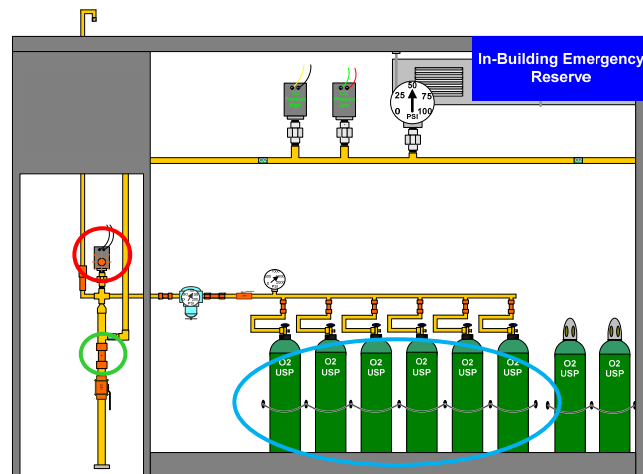 In-Building Emergency
Reserve
50
25 75
0 100
PSI
O2
USP
O2
USP
O2
USP
O2
USP
O2
USP
O2
USP
O2
USP
O2
USP